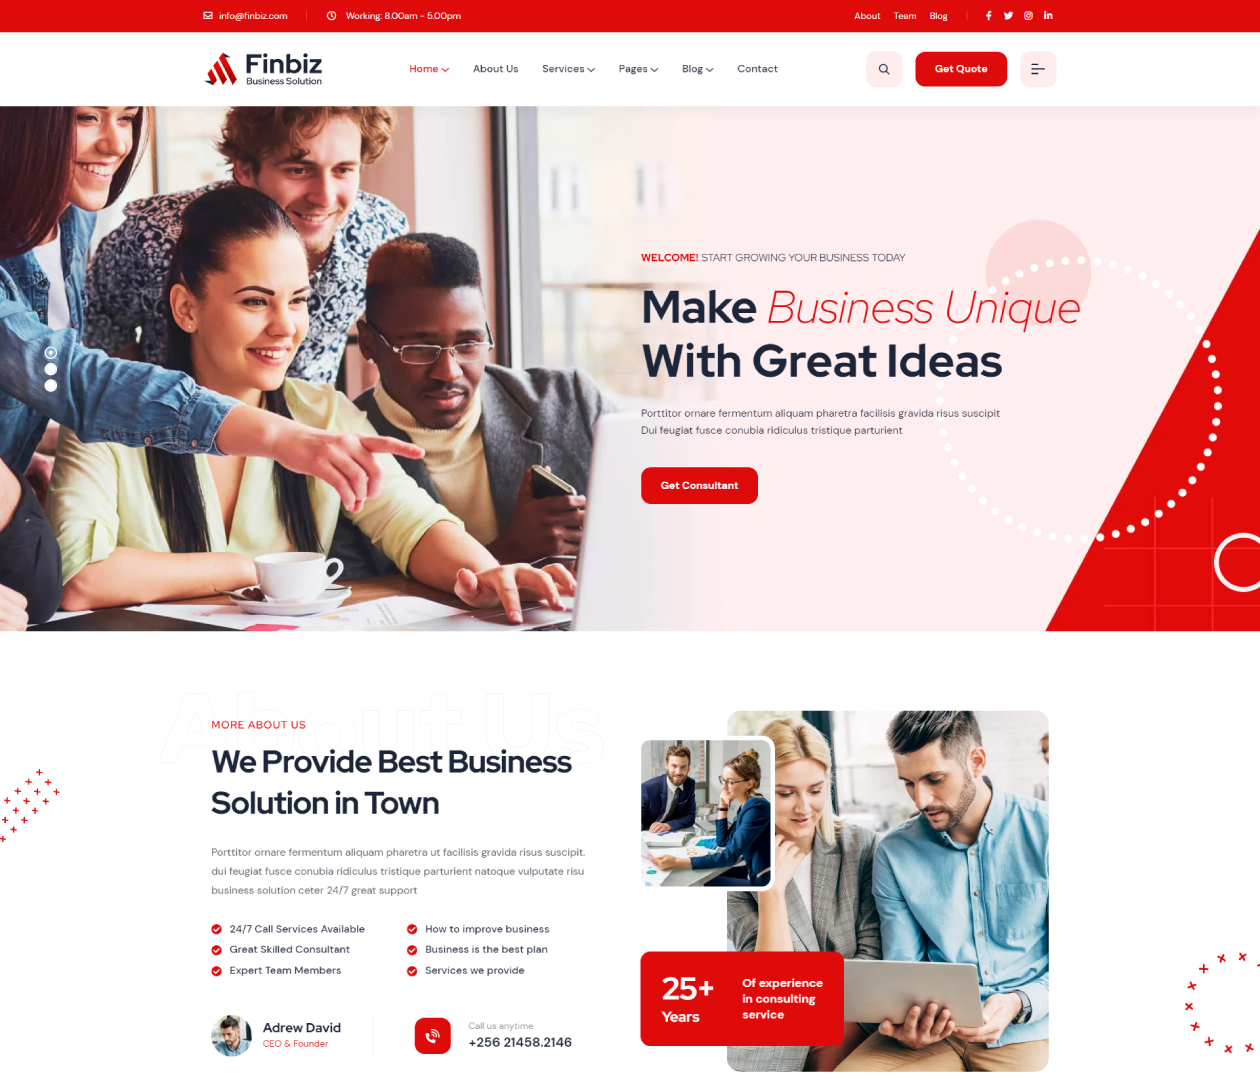 info@finbiz.com
Working: 8.00am - 5.00pm
About Team Blog
Finbiz
Business Solution
Home About Us Services Pages Blog Contact
Get Quote
WELCOME! START GROWING YOUR BUSINESS TODAY
Make Business Unique
With Great Ideas
Porttitor ornare fermentum aliquam pharetra facilisis gravida risus suscipit
Dui feugiat fusce conubia ridiculus tristique parturient
Get Consultant
About Us
MORE ABOUT US
We Provide Best Business
Solution in Town
Porttitor ornare fermentum aliquam pharetra ut facilisis gravida risus suscipit.
dui feugiat fusce conubia ridiculus tristique parturient natoque vulputate risu
business solution ceter 24/7 great support
24/7 Call Services Available
Great Skilled Consultant
Expert Team Members
How to improve business
Business is the best plan
Services we provide
Adrew David
CEO & Founder
Call us anytime
+256 21458.2146
25+
Years
Of experience
in consulting
service